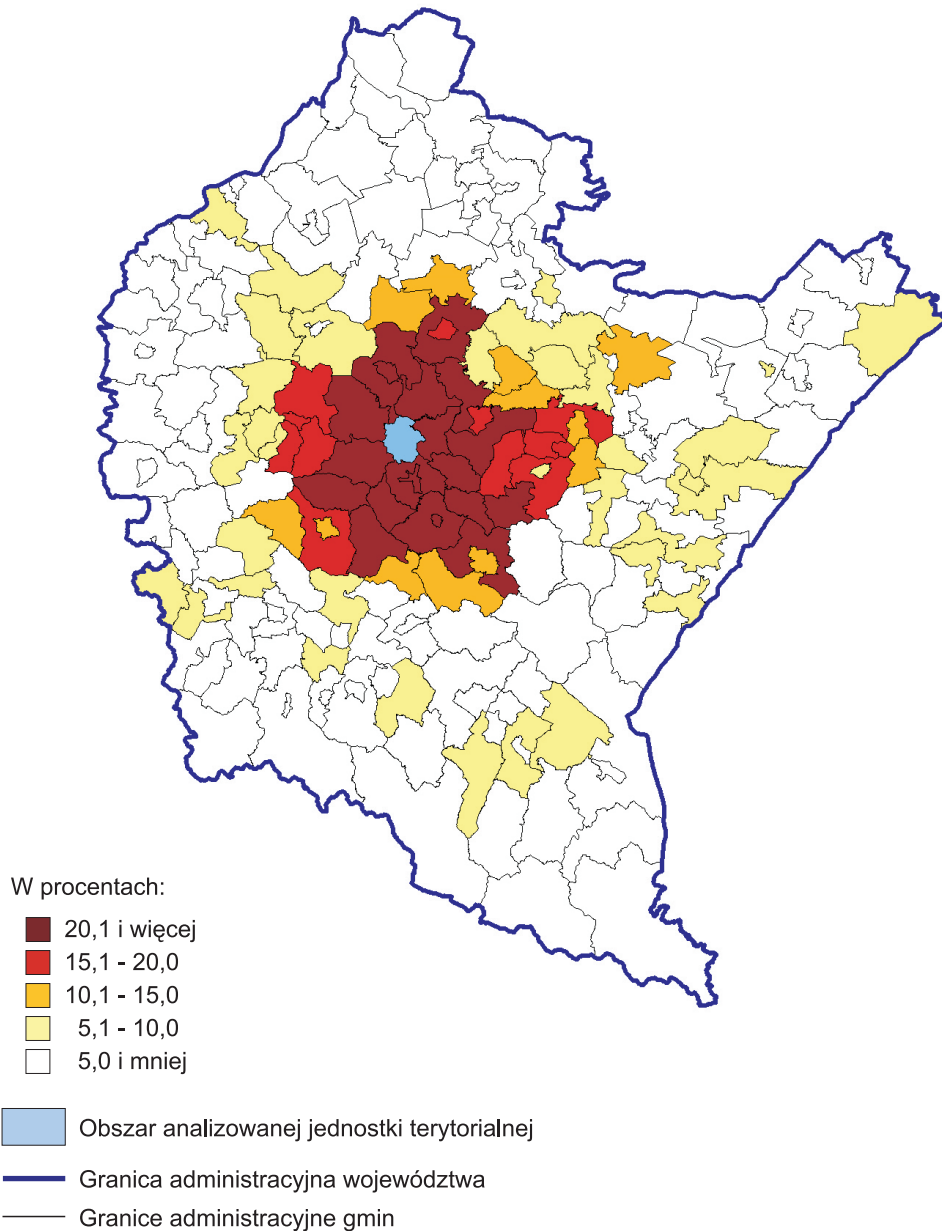 W procentach:
20,1 i więcej
15,1 - 20,0
10,1 - 15,0
5,1 - 10,0
5,0 i mniej
Obszar analizowanej jednostki terytorialnej
Granica administracyjna województwa
Granice administracyjne gmin